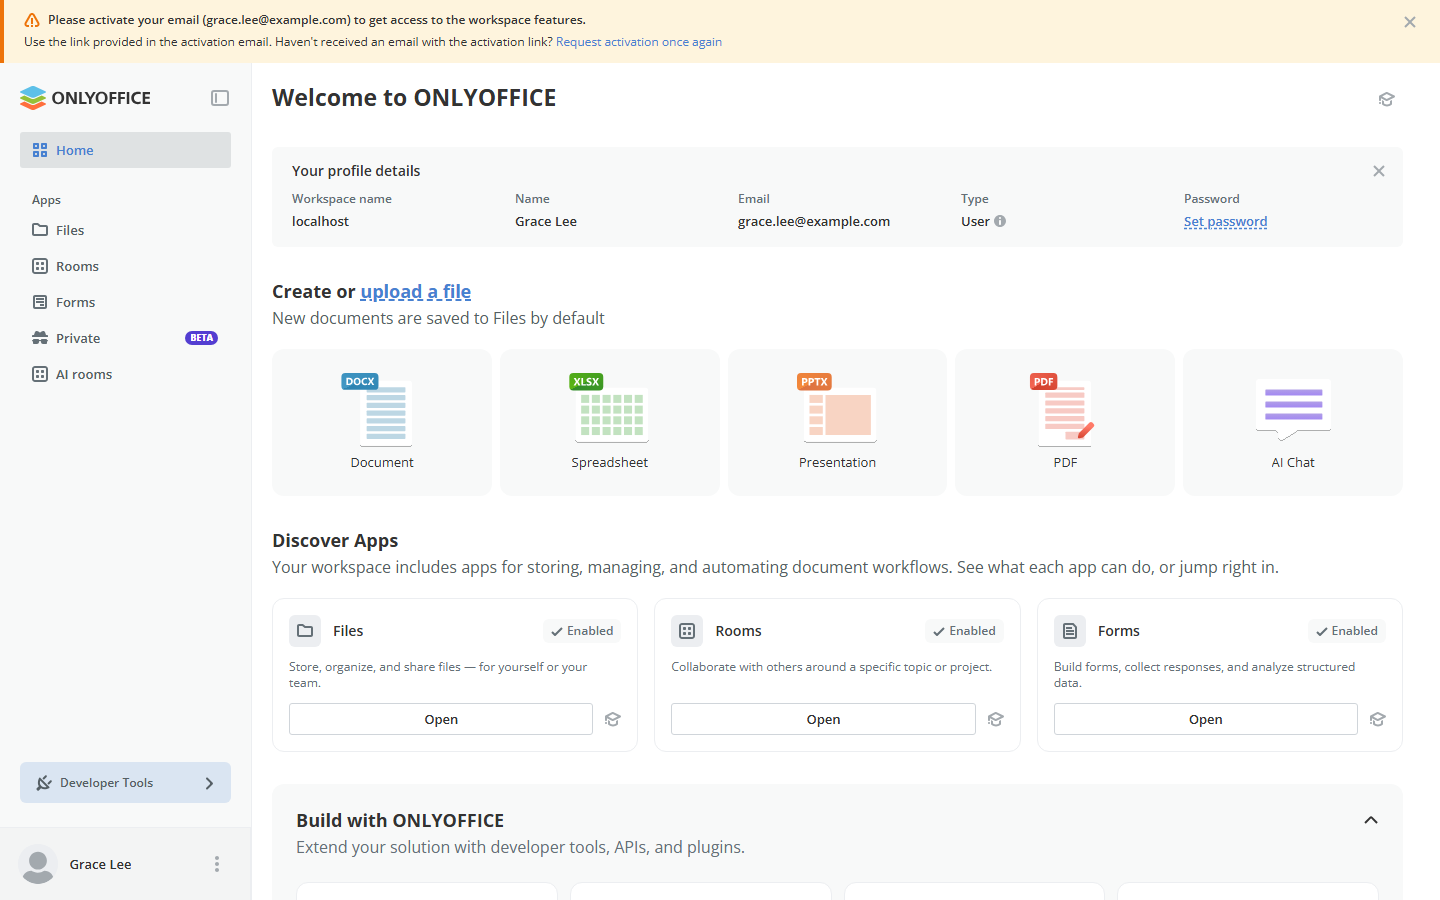 Please activate your email (grace.lee@example.com) to get access to the workspace features.
Use the link provided in the activation email. Haven't received an email with the activation link? Request activation once again
ONLYOFFICE
Home
Apps
Files
Rooms
Forms
Private
BETA
AI rooms
Developer Tools
Grace Lee
Welcome to ONLYOFFICE
Your profile details
Workspace name
localhost
Name
Grace Lee
Email
grace.lee@example.com
Type
User
Password
Set password
Create or upload a file
New documents are saved to Files by default
DOCX
Document
XLSX
Spreadsheet
PPTX
Presentation
PDF
PDF
AI Chat
Discover Apps
Your workspace includes apps for storing, managing, and automating document workflows. See what each app can do, or jump right in.
Files
Enabled
Store, organize, and share files — for yourself or your
team.
Open
Rooms
Enabled
Collaborate with others around a specific topic or project.
Open
Forms
Enabled
Build forms, collect responses, and analyze structured
data.
Open
Build with ONLYOFFICE
Extend your solution with developer tools, APIs, and plugins.